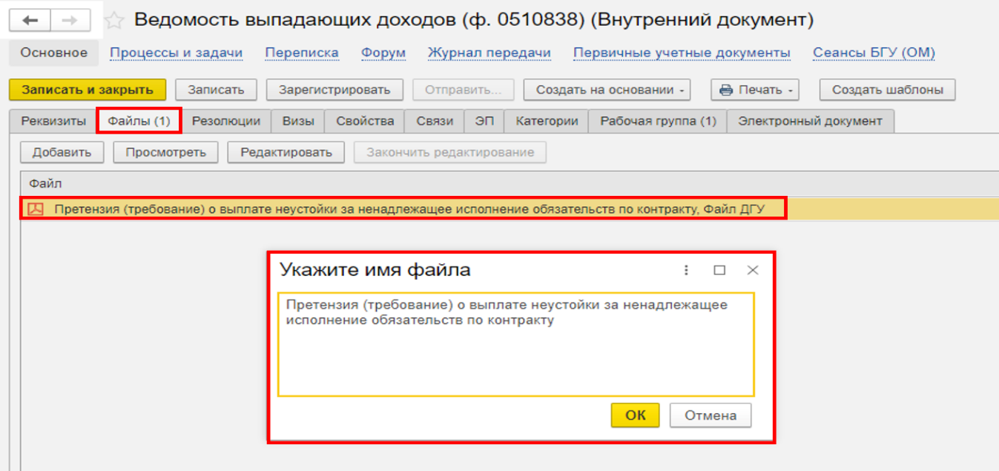 Ведомость выпадающих доходов (ф. 0510838) (Внутренний документ)
Основное Процессы и задачи Переписка Форум Журнал передачи Первичные учетные документы Сеансы БГУ (ОМ)
Записать и закрыть Записать Зарегистрировать Отправить... Создать на основании Печать Создать шаблоны
Реквизиты Файлы (1) Резолюции Визы Свойства Связи ЭП Категории Рабочая группа (1) Электронный документ
Добавить Просмотреть Редактировать Закончить редактирование
Файл
Претензия (требование) о выплате неустойки за ненадлежащее исполнение обязательств по контракту, Файл ДГУ
Укажите имя файла
Претензия (требование) о выплате неустойки за ненадлежащее
исполнение обязательств по контракту
ОК Отмена